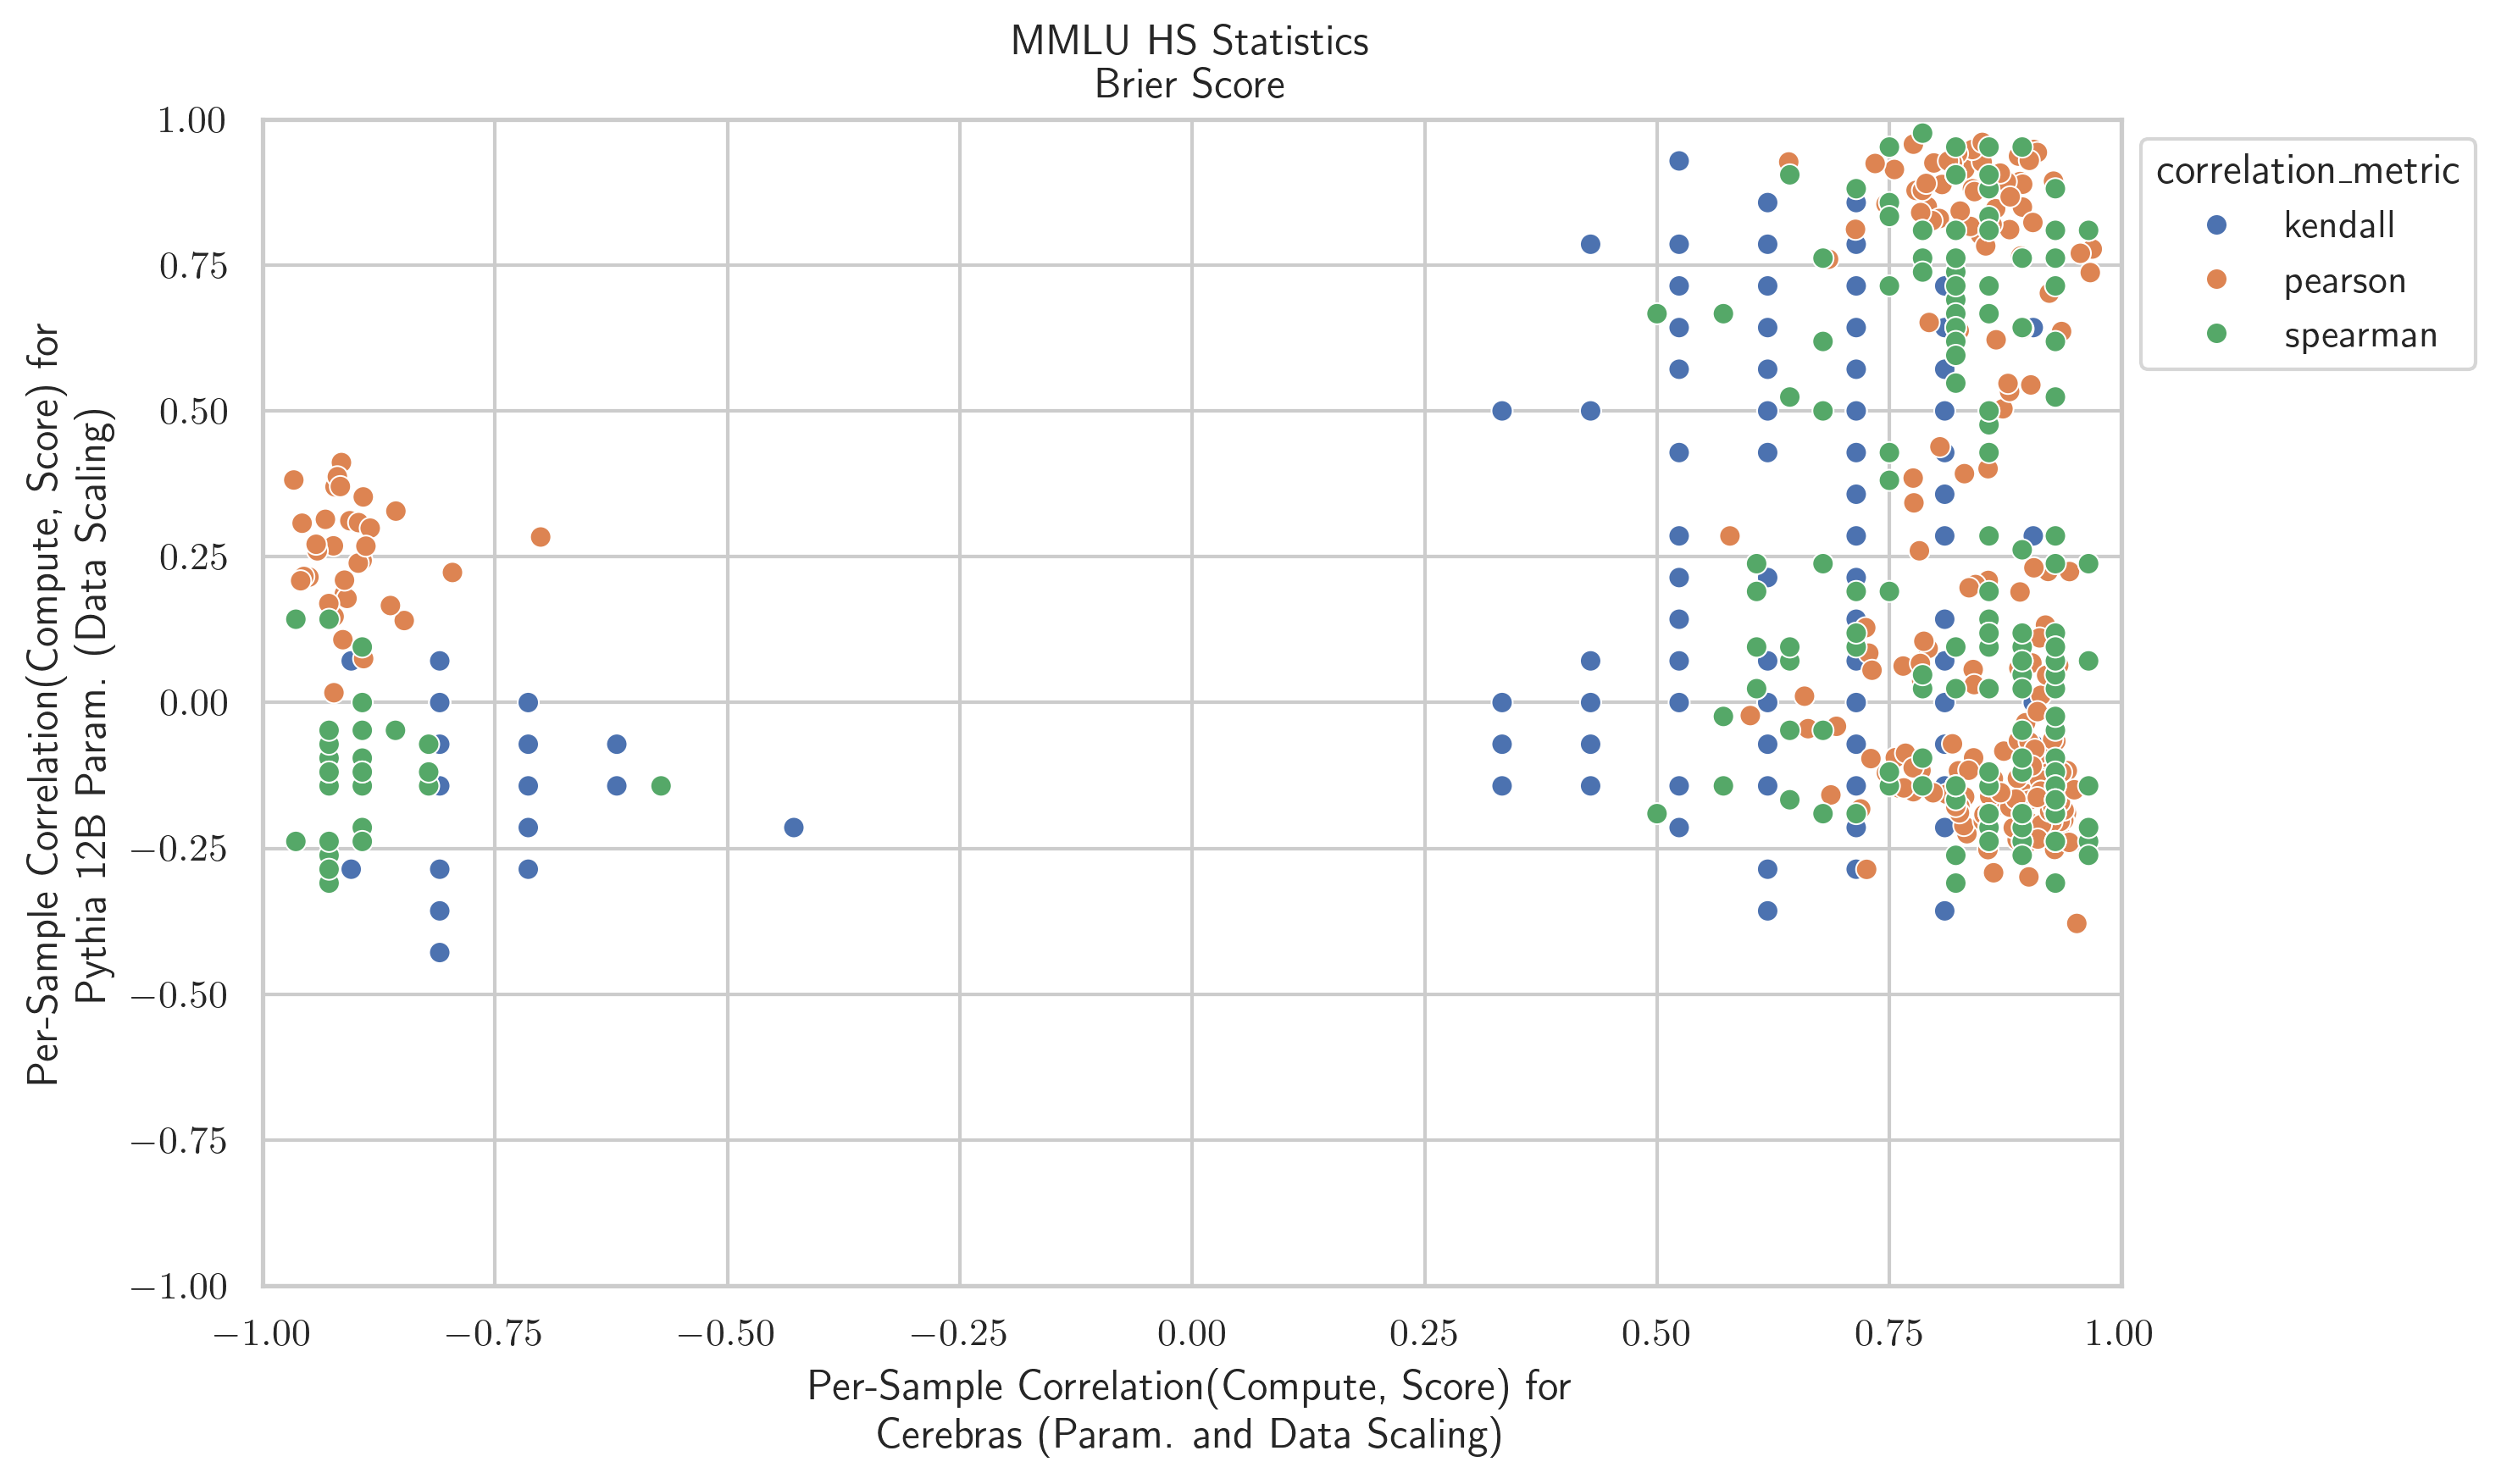 MMLU HS Statistics
Brier Score
Per-Sample Correlation(Compute, Score) for
Pythia 12B Param. (Data Scaling)
1.00
0.75
0.50
0.25
0.00
−0.25
−0.50
−0.75
−1.00
−1.00 −0.75 −0.50 −0.25 0.00 0.25 0.50 0.75 1.00
Per-Sample Correlation(Compute, Score) for
Cerebras (Param. and Data Scaling)
correlation_metric
kendall
pearson
spearman